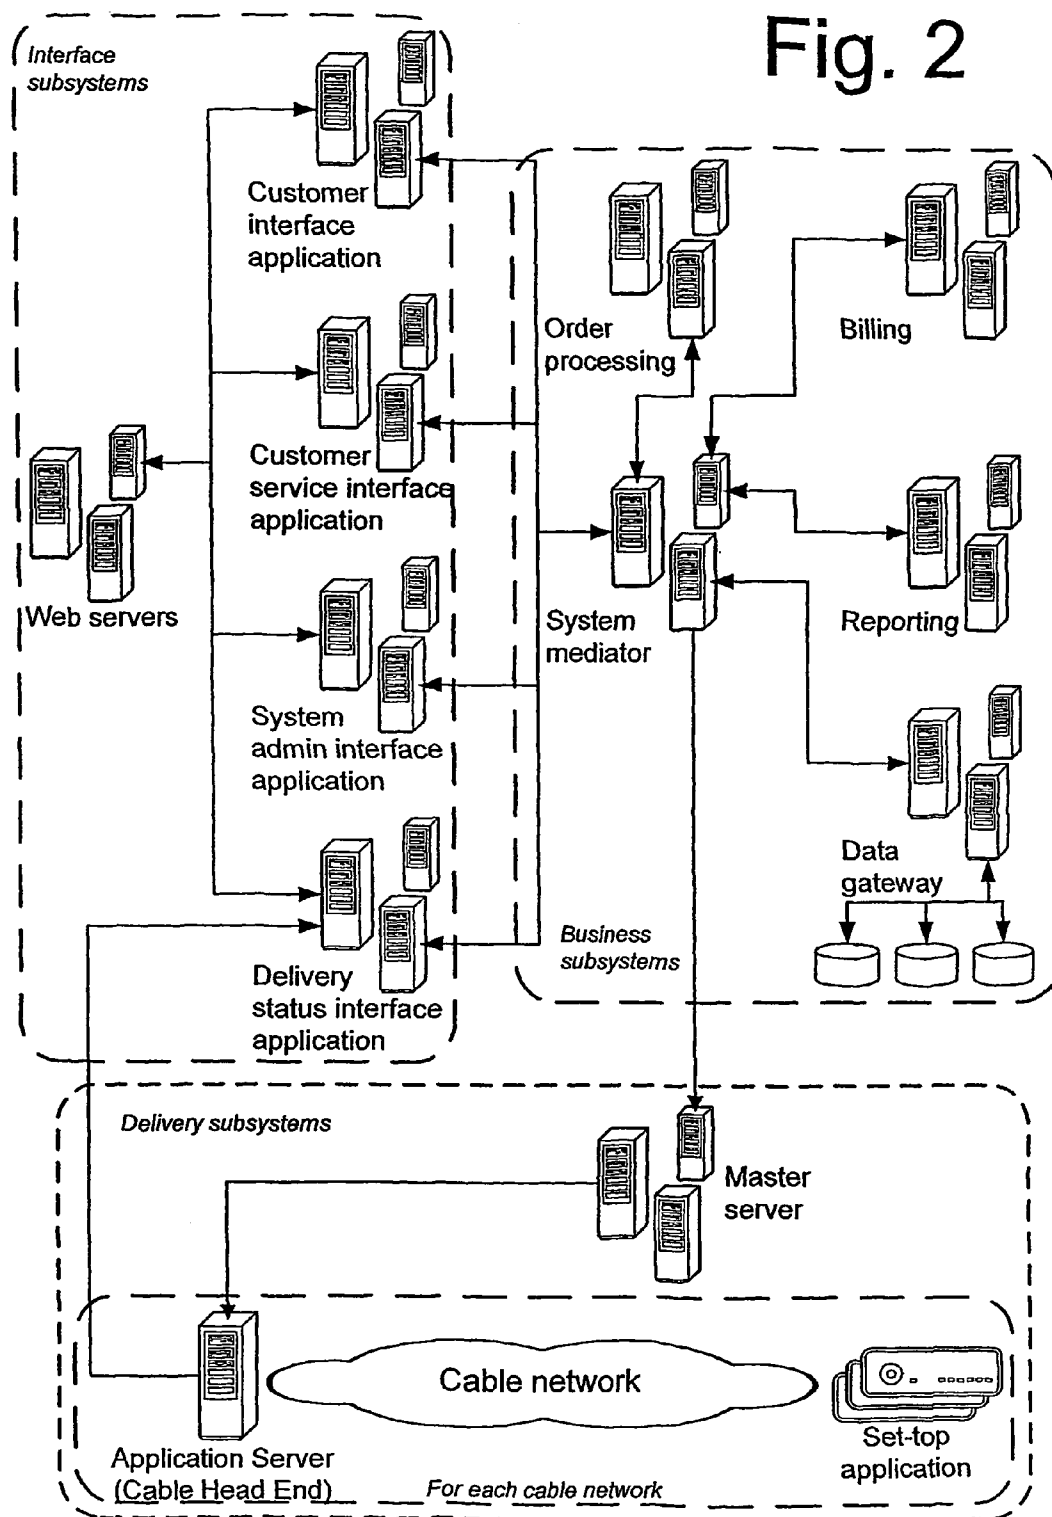 Fig. 2
Interface
subsystems
Customer
interface
application
Order
processing
Billing
Customer
service interface
application
Web servers
System
mediator
Reporting
System
admin interface
application
Data
gateway
Business
subsystems
Delivery
status interface
application
Delivery subsystems
Master
server
Cable network
Application Server
(Cable Head End)
Set-top
application
For each cable network